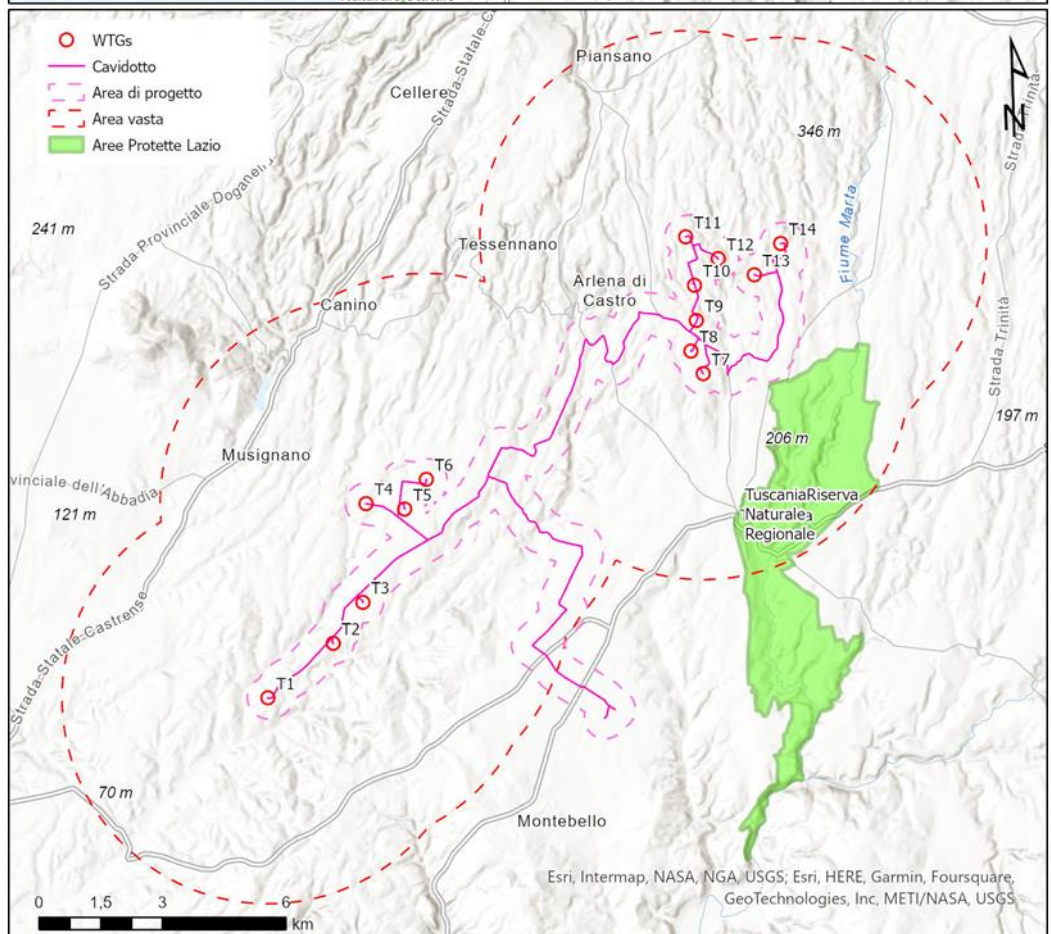 WTGs
Cavidotto
Area di progetto
Area vasta
Aree Protette Lazio
Piansano
Cellere
Strada-Statale-C
Strada-Trinità
346 m
Fiume Marta
Strada-Provinciale-Doganel
241 m
T11
T14
T12
Tessennano
T13
Arlena di
Castro
T10
Canino
T9
T8
T7
Strada-Trinità
197 m
206 m
Musignano
T6
vinciale-dell'Abbadia
T4
T5
121 m
TuscaniaRiserva
Naturale
Regionale
T3
Strada-Statale-Castrense
T2
T1
70 m
Montebello
Esri, Intermap, NASA, NGA, USGS; Esri, HERE, Garmin, Foursquare,
GeoTechnologies, Inc, METI/NASA, USGS
0 1,5 3 6
km
N